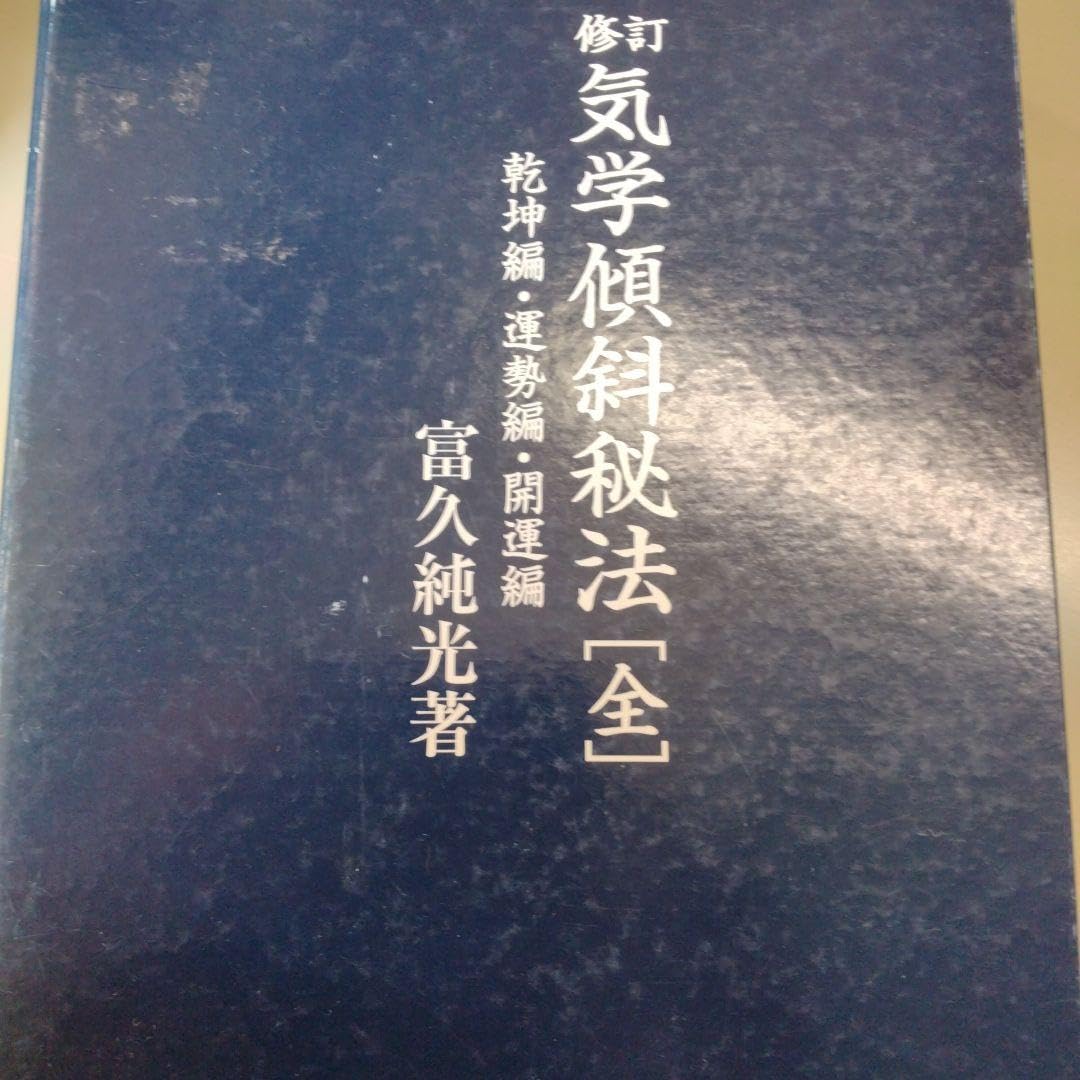 修訂
気学傾斜秘法[全]
乾坤編・運勢編・開運編
富久純光著